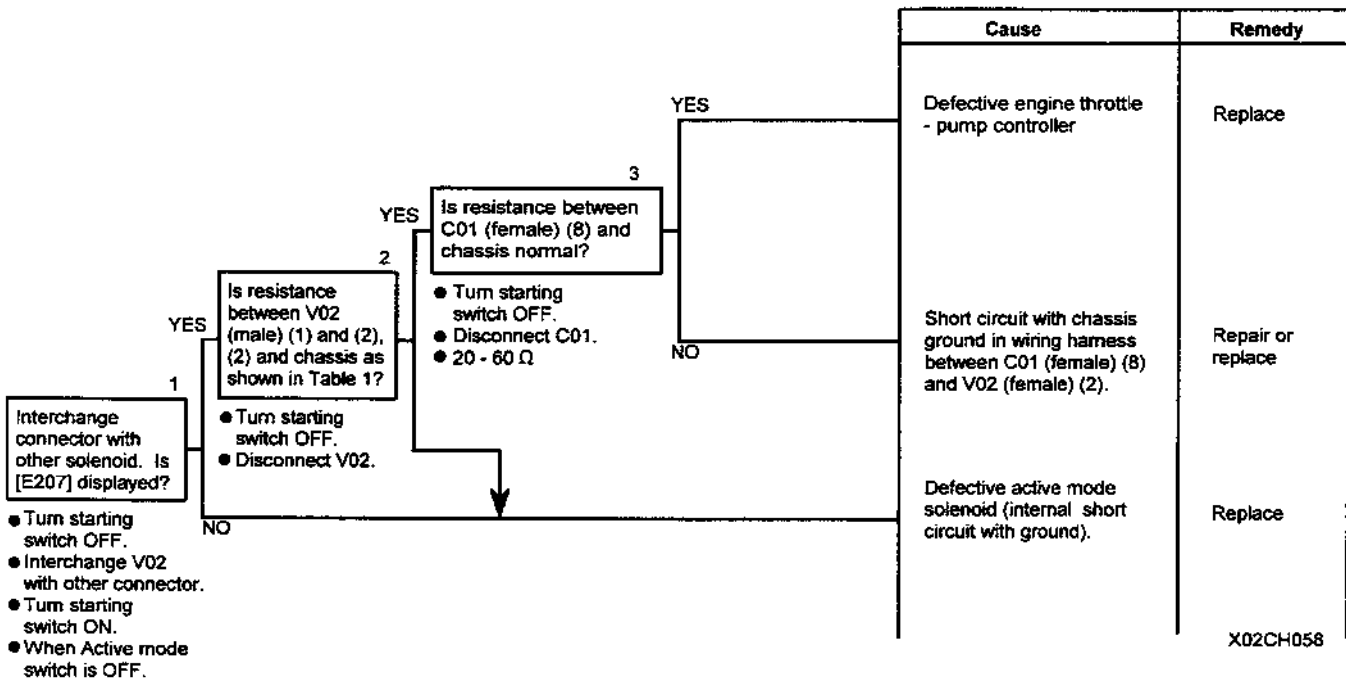 Cause
Remedy
YES
Defective engine throttle
- pump controller
Replace
3
YES
Is resistance between
C01 (female) (8) and
chassis normal?
2
● Turn starting
switch OFF.
● Disconnect C01.
● 20 - 60 Ω
NO
Short circuit with chassis
ground in wiring harness
between C01 (female) (8)
and V02 (female) (2).
Repair or
replace
YES
Is resistance
between V02
(male) (1) and (2),
(2) and chassis as
shown in Table 1?
● Turn starting
switch OFF.
● Disconnect V02.
1
Interchange
connector with
other solenoid. Is
[E207] displayed?
NO
Defective active mode
solenoid (internal short
circuit with ground).
Replace
● Turn starting
switch OFF.
● Interchange V02
with other connector.
● Turn starting
switch ON.
● When Active mode
switch is OFF.
X02CH058